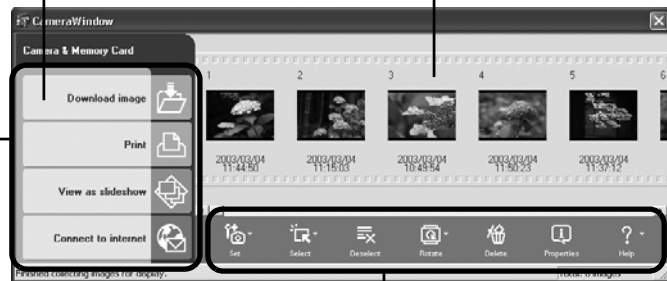 CameraWindow
Camera & Memory Card
Download image
Print
View as slideshow
Connect to internet
1 2 3 4 5 6
2003/03/04 2003/03/04 2003/03/04 2003/03/04 2003/03/04
11:44:50 11:15:03 10:49:54 11:50:23 11:37:12
Set Select Deselect Rotate Delete Properties Help
Finished collecting images for display. Total: 6 images